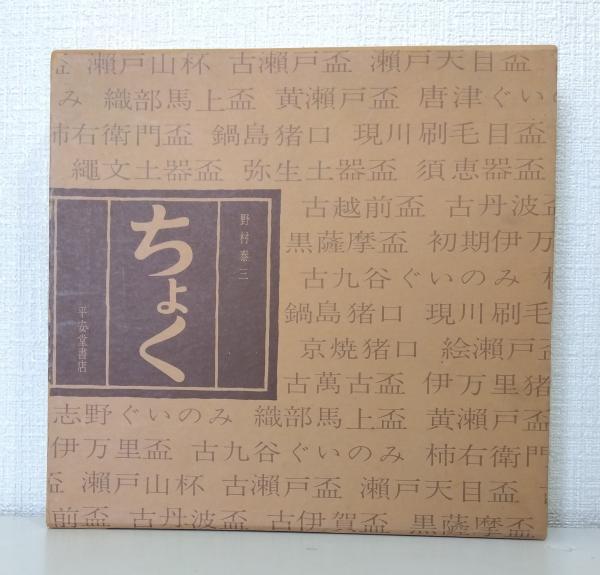 瀬戸山杯 古瀬戸盃 瀬戸天目盃
み 織部馬上盃 黄瀬戸盃 唐津ぐい
柿右衛門盃 鍋島猪口 現川刷毛目盃
縄文土器盃 弥生土器盃 須恵器盃
古越前盃 古丹波盃
黒薩摩盃 初期伊万
古九谷ぐいのみ
鍋島猪口 現川刷毛
京焼猪口 絵瀬戸盃
古萬古盃 伊万里猪
野村泰三
ちょく
平安堂書店
志野ぐいのみ 織部馬上盃 黄瀬戸盃
伊万里盃 古九谷ぐいのみ 柿右衛門
盃 瀬戸山杯 古瀬戸盃 瀬戸天目盃
前盃 古丹波盃 古伊賀盃 黒薩摩盃